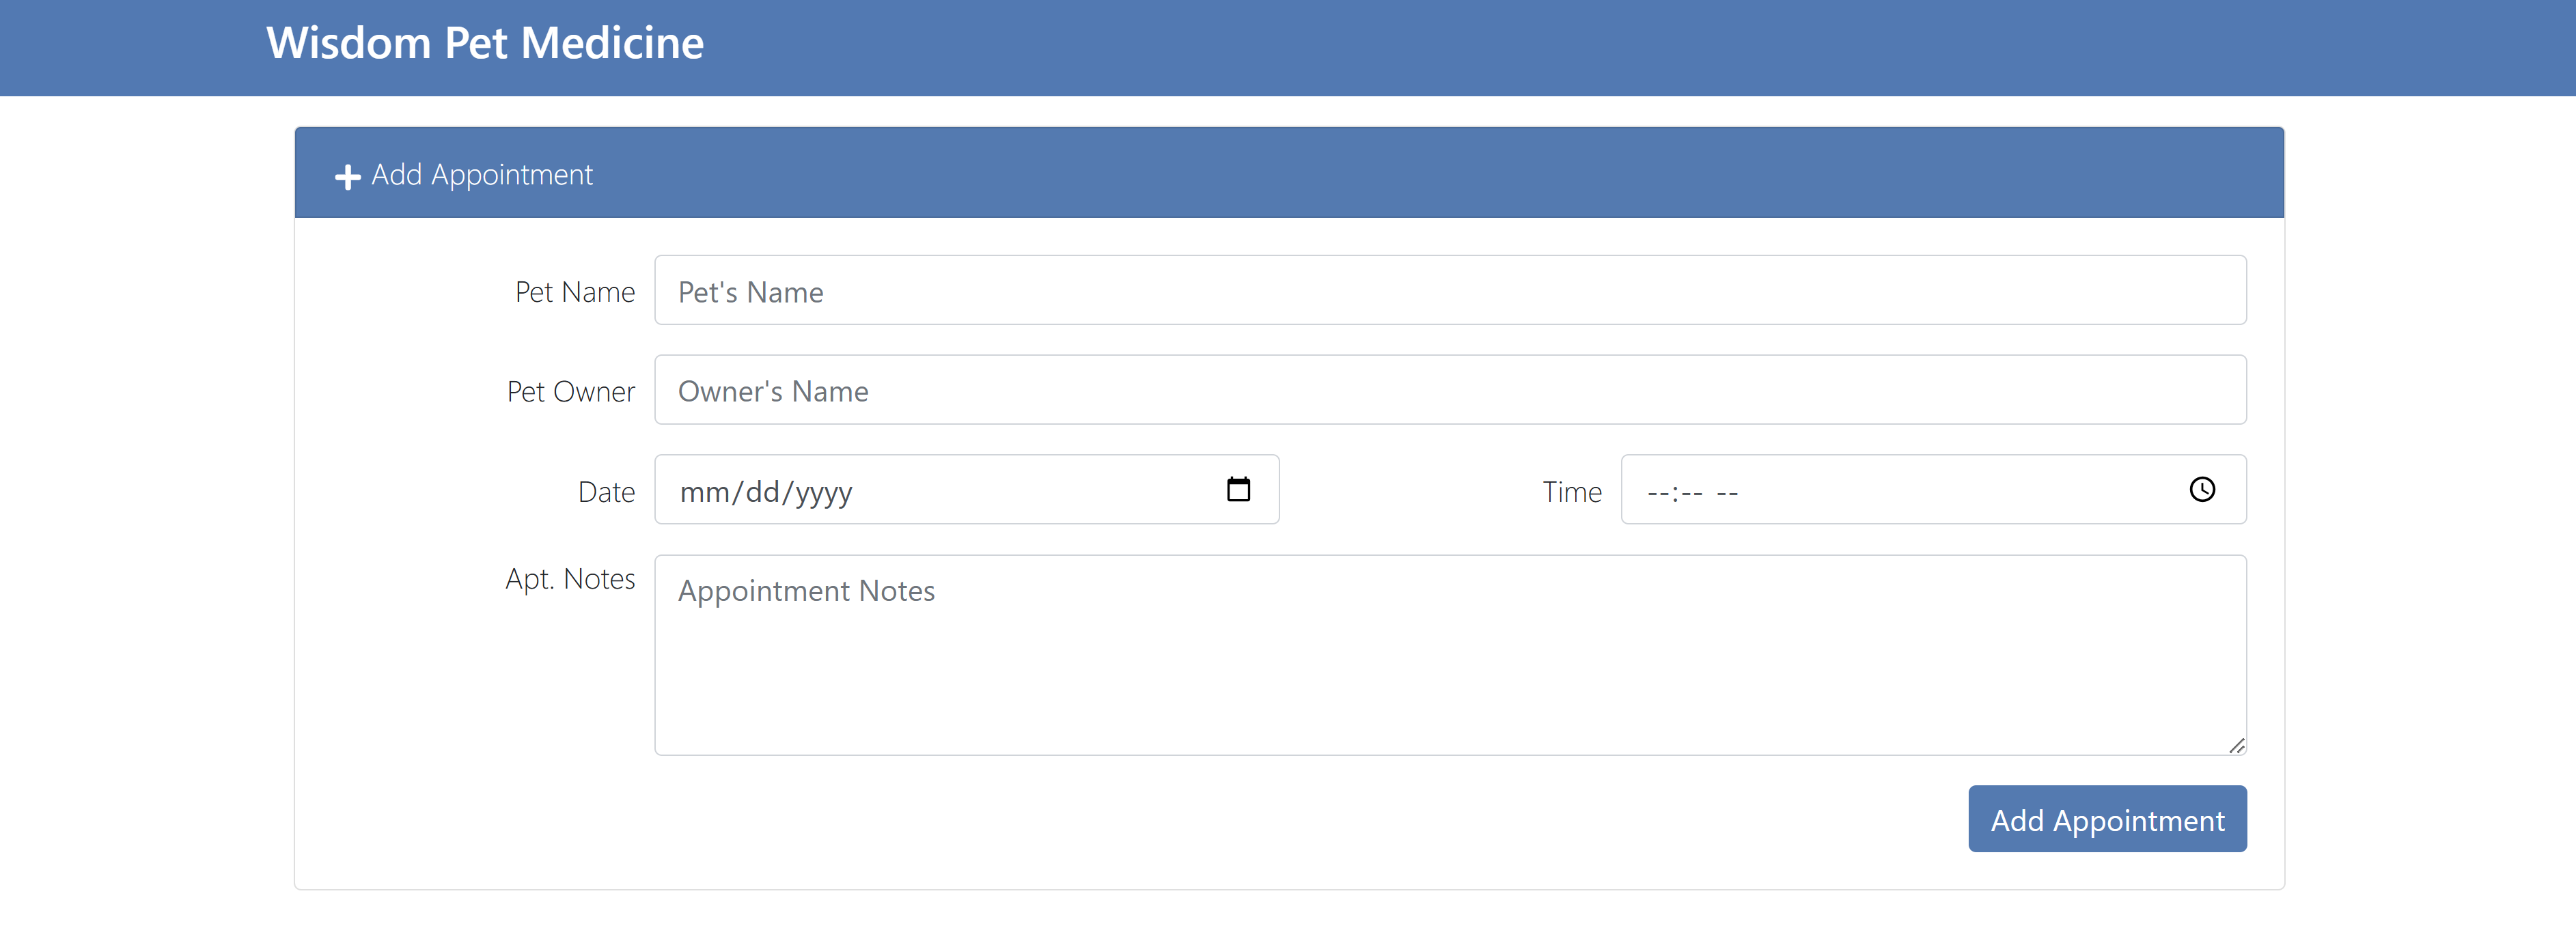 Wisdom Pet Medicine
Add Appointment
Pet Name Pet's Name
Pet Owner Owner's Name
Date mm/dd/yyyy Time --:-- --
Apt. Notes Appointment Notes
Add Appointment